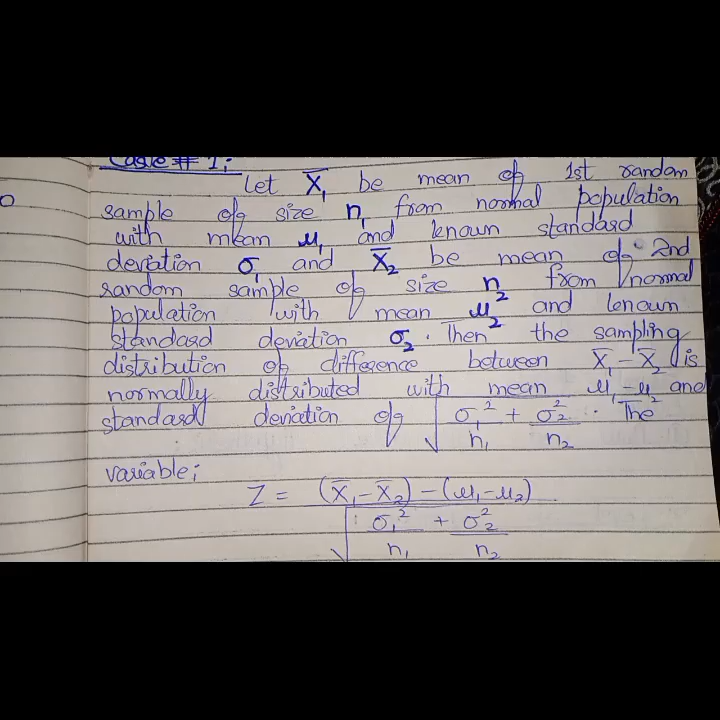 Case # 1:
Let X̄₁ be mean of 1st random
sample of size n₁ from normal population
with mean μ₁ and known standard
deviation σ₁ and X̄₂ be mean of 2nd
random sample of size n₂ from normal
population with mean μ₂ and known
standard deviation σ₂. Then the sampling
distribution of difference between X̄₁-X̄₂ is
normally distributed with mean μ₁-μ₂ and
standard deviation of √(σ₁²/n₁ + σ₂²/n₂). The
variable;
Z = (X̄₁-X̄₂)-(μ₁-μ₂) / √(σ₁²/n₁ + σ₂²/n₂)